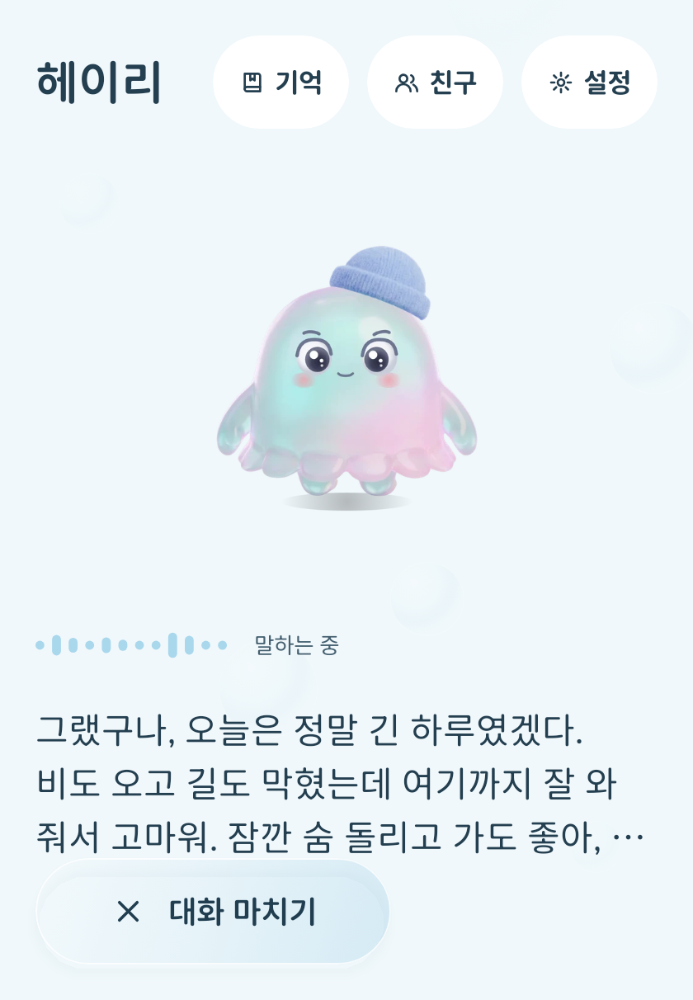 헤이리
기억
친구
설정
말하는 중
그랬구나, 오늘은 정말 긴 하루였겠다.
비도 오고 길도 막혔는데 여기까지 잘 와
줘서 고마워. 잠깐 숨 돌리고 가도 좋아, …
대화 마치기